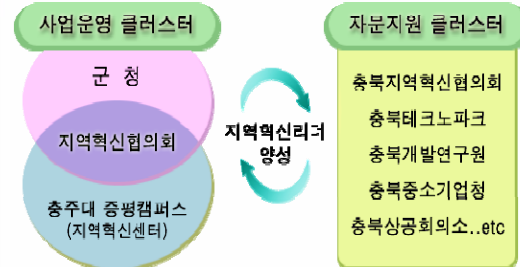 사업운영 클러스터
군 청
지역혁신협의회
충주대 증평캠퍼스
(지역혁신센터)
지역혁신리더
양성
자문지원 클러스터
충북지역혁신협의회
충북테크노파크
충북개발연구원
충북중소기업청
충북상공회의소..etc